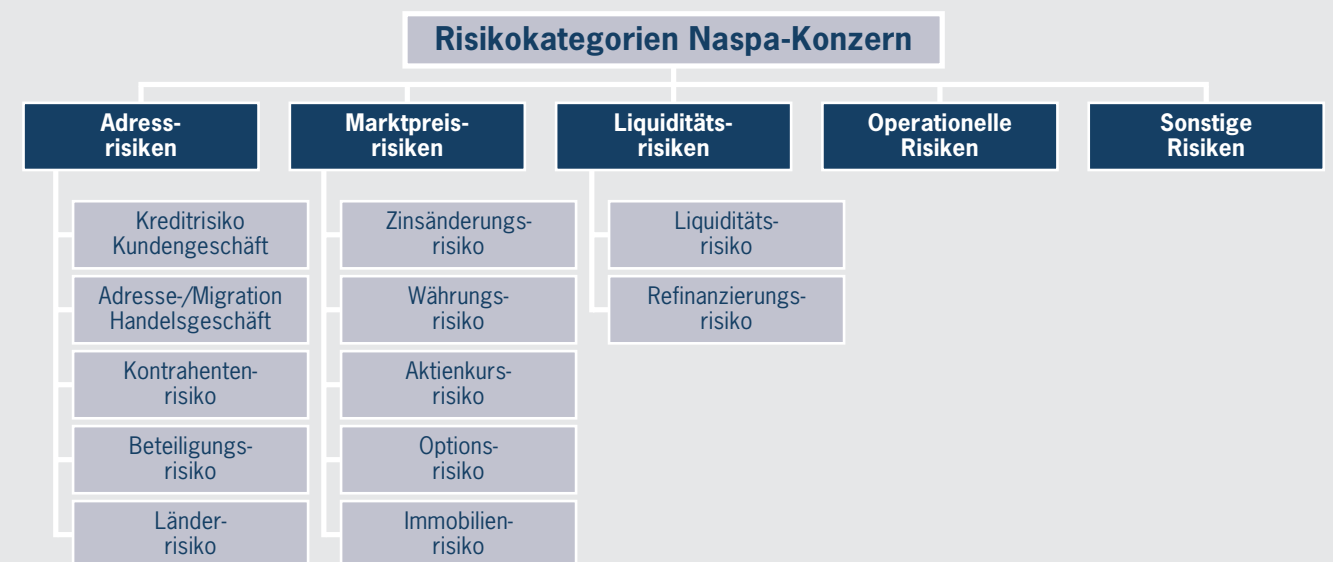 Risikokategorien Naspa-Konzern
Adress-
risiken
Kreditrisiko
Kundengeschäft
Adresse-/Migration
Handelsgeschäft
Kontrahenten-
risiko
Beteiligungs-
risiko
Länder-
risiko
Marktpreis-
risiken
Zinsänderungs-
risiko
Währungs-
risiko
Aktienkurs-
risiko
Options-
risiko
Immobilien-
risiko
Liquiditäts-
risiken
Liquiditäts-
risiko
Refinanzierungs-
risiko
Operationelle
Risiken
Sonstige
Risiken